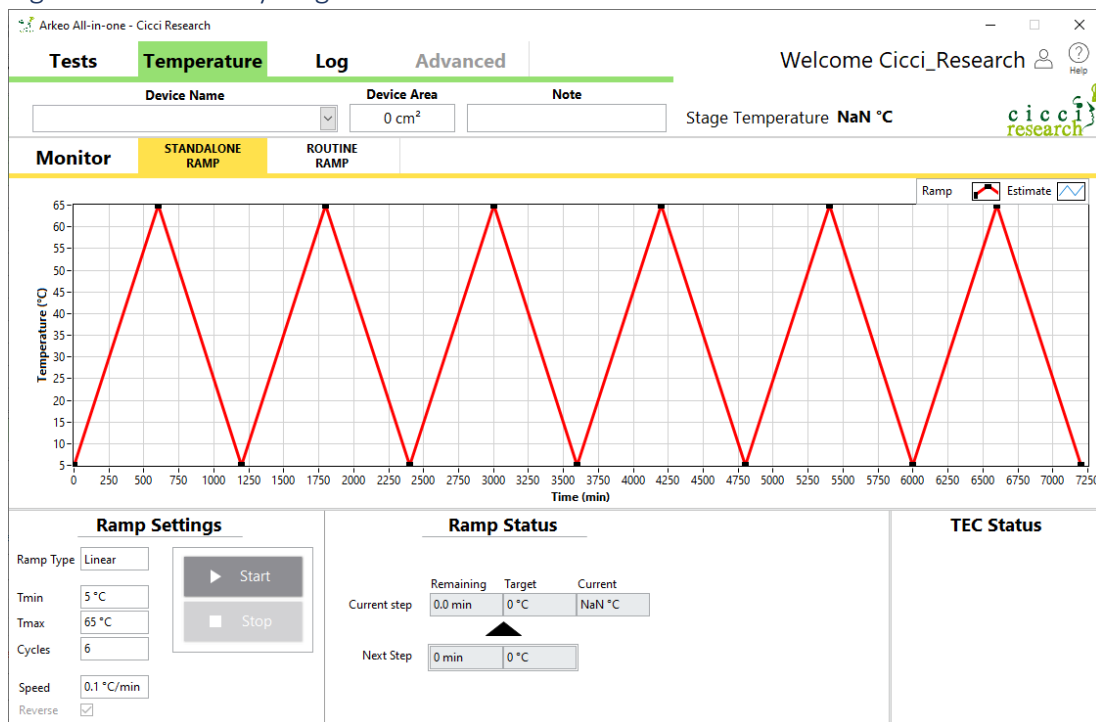 Arkeo All-in-one - Cicci Research
Tests Temperature Log Advanced
Welcome Cicci_Research
Help
Device Name Device Area Note
0 cm²
Stage Temperature NaN °C
cicci
research
Monitor
STANDALONE
RAMP
ROUTINE
RAMP
Ramp Estimate
65
60
55
50
45
40
35
30
25
20
15
10
5
Temperature (°C)
0 250 500 750 1000 1250 1500 1750 2000 2250 2500 2750 3000 3250 3500 3750 4000 4250 4500 4750 5000 5250 5500 5750 6000 6250 6500 6750 7000 7250
Time (min)
Ramp Settings
Ramp Type Linear
Tmin 5 °C
Tmax 65 °C
Cycles 6
Speed 0.1 °C/min
Reverse
Start
Stop
Ramp Status
Remaining Target Current
Current step 0.0 min 0 °C NaN °C
Next Step 0 min 0 °C
TEC Status